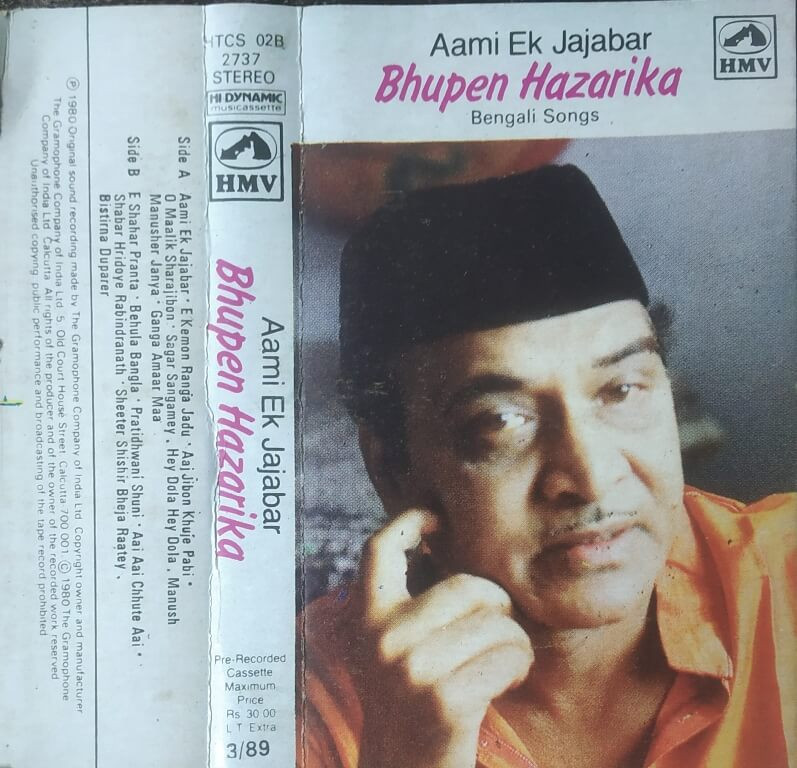 Aami Ek Jajabar
Bhupen Hazarika
Bengali Songs
HMV
HTCS 02B
2737
STEREO
HI DYNAMIC
musicassette
HMV
Aami Ek Jajabar
Bhupen Hazarika
Pre-Recorded
Cassette
Maximum
Price
Rs 30.00
L T Extra
3/89
Side A Aami Ek Jajabar · E Kemon Ranga Jadu · Aaj Jibon Khuje Pabi ·
O Maalik Sharajibon · Sagar Sangamey · Hey Dola Hey Dola · Manush
Manusher Janya · Ganga Amaar Maa
Side B E Shahar Pranta · Behula Bangla · Pratidhwani Shuni · Aai Aai Chhute Aai ·
Shabar Hridoye Rabindranath · Sheeter Shishir Bheja Raatey ·
Bistirna Duparer
℗ 1980 Original sound recording made by The Gramophone Company of India Ltd. Copyright owner and manufacturer
The Gramophone Company of India Ltd. 5, Old Court House Street, Calcutta 700 001. © 1980 The Gramophone
Company of India Ltd. Calcutta. All rights of the producer and of the owner of the recorded work reserved
Unauthorised copying, public performance and broadcasting of the tape record prohibited